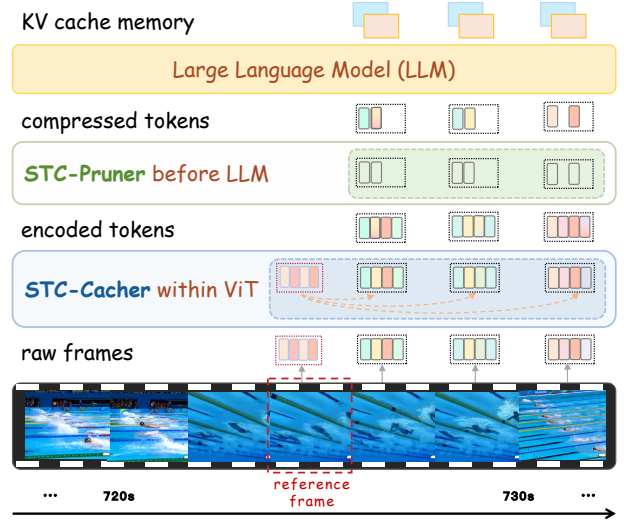 KV cache memory
Large Language Model (LLM)
compressed tokens
STC-Pruner before LLM
encoded tokens
STC-Cacher within ViT
raw frames
reference
frame
... 720s 730s ...